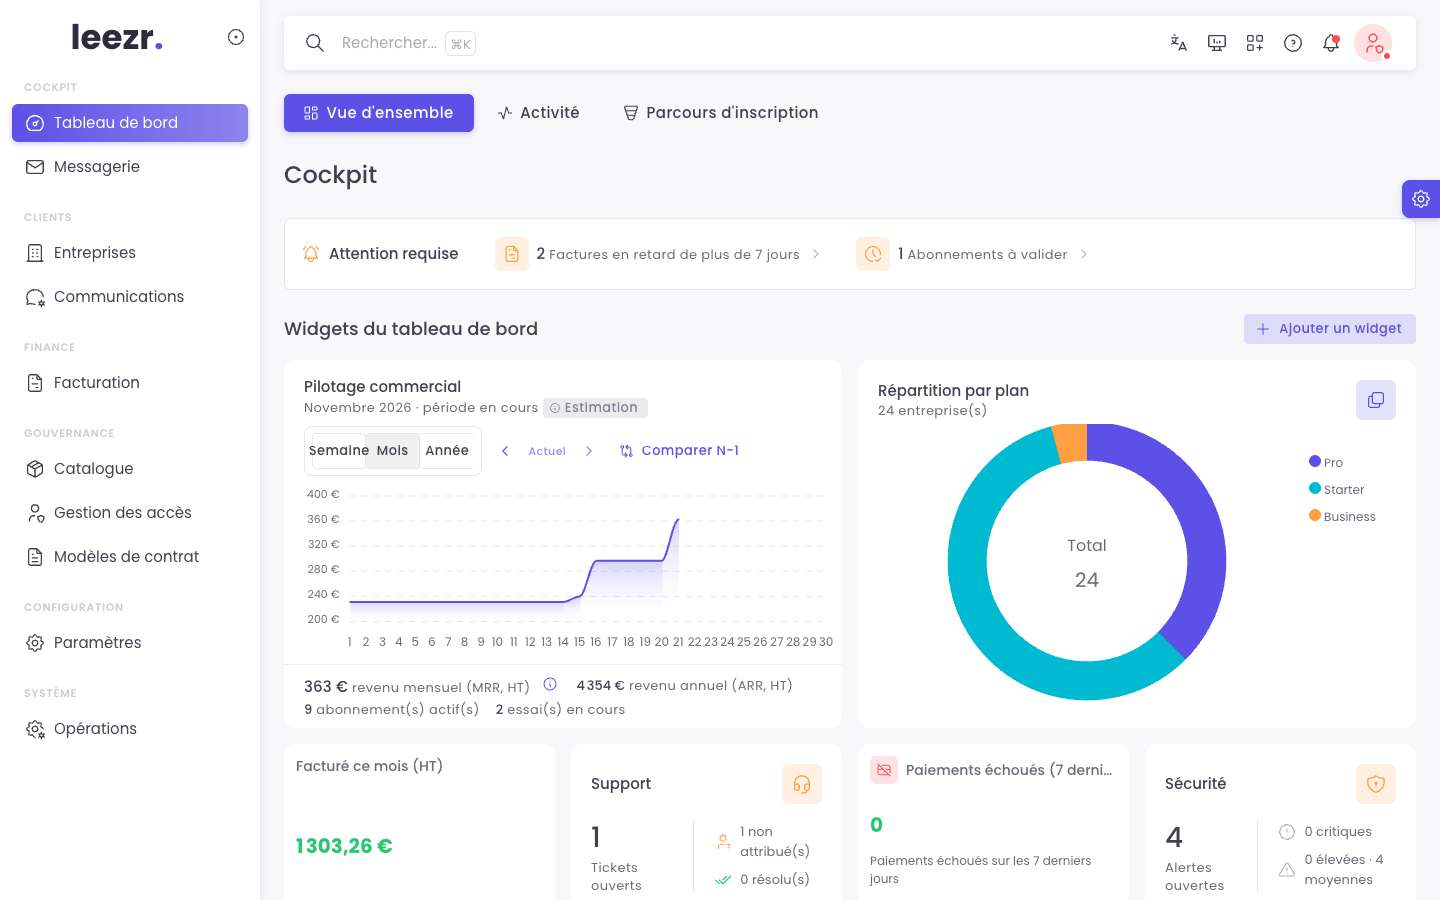 leezr.
Rechercher... ⌘K
COCKPIT
Tableau de bord
Messagerie
CLIENTS
Entreprises
Communications
FINANCE
Facturation
GOUVERNANCE
Catalogue
Gestion des accès
Modèles de contrat
CONFIGURATION
Paramètres
SYSTÈME
Opérations
Vue d'ensemble
Activité
Parcours d'inscription
Cockpit
Attention requise
2 Factures en retard de plus de 7 jours
1 Abonnements à valider
Widgets du tableau de bord
Ajouter un widget
Pilotage commercial
Novembre 2026 · période en cours Estimation
Semaine Mois Année
Actuel
Comparer N-1
400 €
360 €
320 €
280 €
240 €
200 €
1 2 3 4 5 6 7 8 9 10 11 12 13 14 15 16 17 18 19 20 21 22 23 24 25 26 27 28 29 30
363 € revenu mensuel (MRR, HT)
4 354 € revenu annuel (ARR, HT)
9 abonnement(s) actif(s)
2 essai(s) en cours
Répartition par plan
24 entreprise(s)
Total
24
Pro
Starter
Business
Facturé ce mois (HT)
1 303,26 €
Support
1
Tickets
ouverts
1 non
attribué(s)
0 résolu(s)
Paiements échoués (7 derni...
0
Paiements échoués sur les 7 derniers
jours
Sécurité
4
Alertes
ouvertes
0 critiques
0 élevées · 4
moyennes